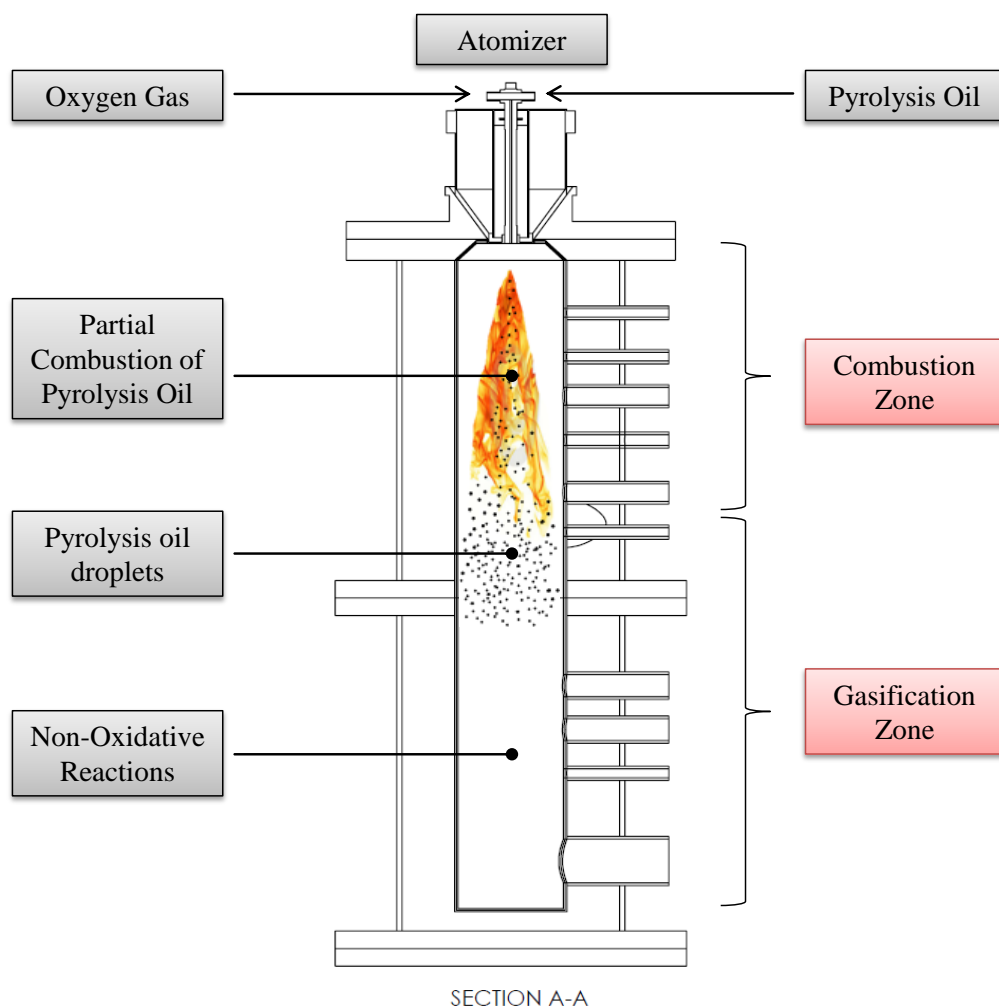 Atomizer
Oxygen Gas
Pyrolysis Oil
Partial
Combustion of
Pyrolysis Oil
Combustion
Zone
Pyrolysis oil
droplets
Gasification
Zone
Non-Oxidative
Reactions
SECTION A-A